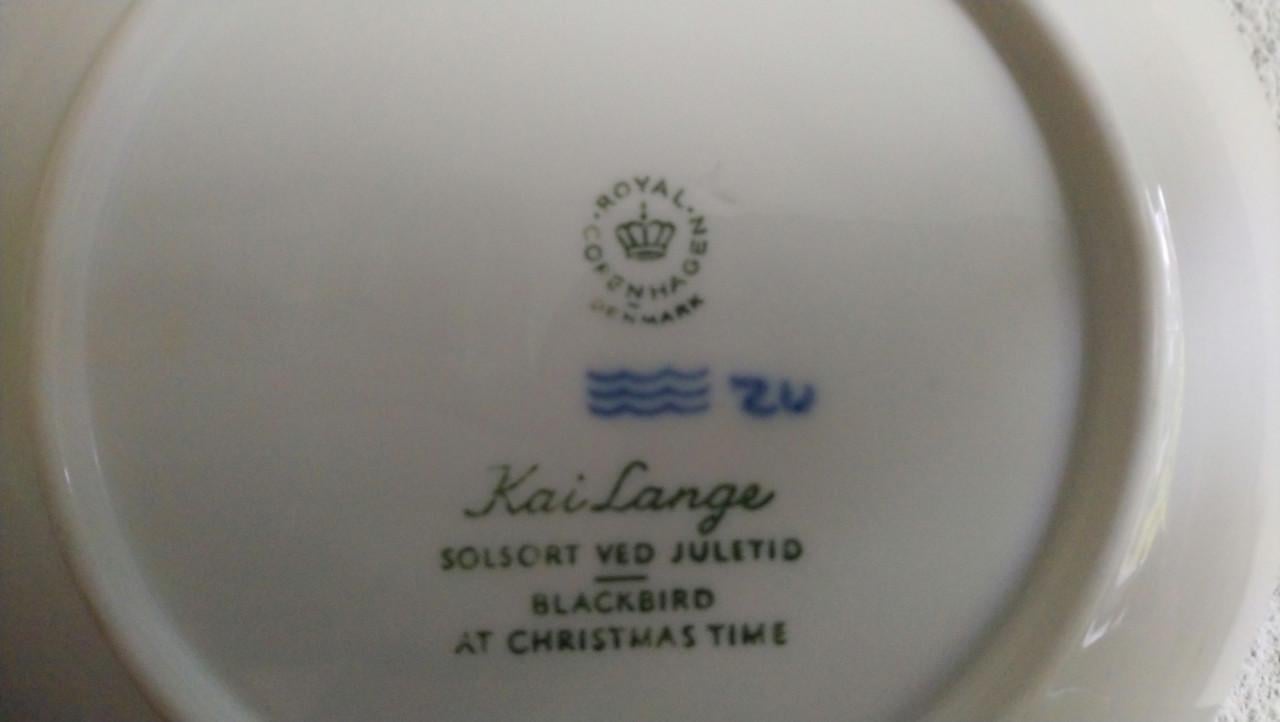 ROYAL
COPENHAGEN
DENMARK
ZU
Kai Lange
SOLSORT VED JULETID
BLACKBIRD
AT CHRISTMAS TIME